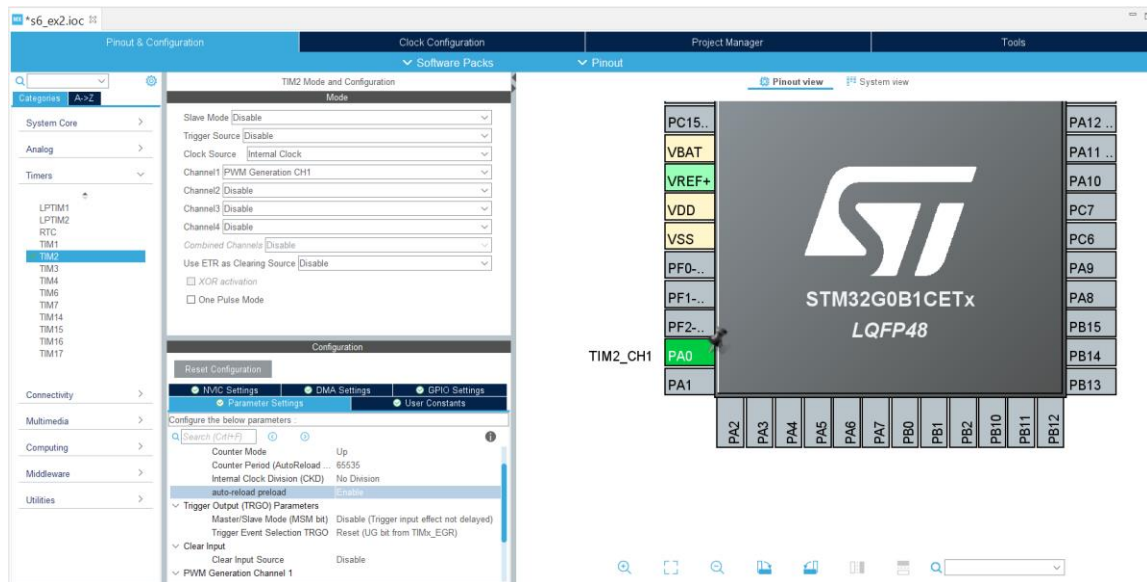 *s6_ex2.ioc
Pinout & Configuration
Clock Configuration
Project Manager
Tools
Software Packs
Pinout
Categories A->Z
System Core
Analog
Timers
LPTIM1
LPTIM2
RTC
TIM1
TIM2
TIM3
TIM4
TIM6
TIM7
TIM14
TIM15
TIM16
TIM17
Connectivity
Multimedia
Computing
Middleware
Utilities
TIM2 Mode and Configuration
Mode
Slave Mode Disable
Trigger Source Disable
Clock Source Internal Clock
Channel1 PWM Generation CH1
Channel2 Disable
Channel3 Disable
Channel4 Disable
Combined Channels Disable
Use ETR as Clearing Source Disable
XOR activation
One Pulse Mode
Configuration
Reset Configuration
NVIC Settings
DMA Settings
GPIO Settings
Parameter Settings
User Constants
Configure the below parameters :
Search (Crtl+F)
Counter Mode Up
Counter Period (AutoReload ... 65535
Internal Clock Division (CKD) No Division
auto-reload preload Enable
Trigger Output (TRGO) Parameters
Master/Slave Mode (MSM bit) Disable (Trigger input effect not delayed)
Trigger Event Selection TRGO Reset (UG bit from TIMx_EGR)
Clear Input
Clear Input Source Disable
PWM Generation Channel 1
Pinout view
System view
PC15..
VBAT
VREF+
VDD
VSS
PF0-..
PF1-..
PF2-..
TIM2_CH1 PA0
PA1
ST
STM32G0B1CETx
LQFP48
PA12 ..
PA11 ..
PA10
PC7
PC6
PA9
PA8
PB15
PB14
PB13
PA2
PA3
PA4
PA5
PA6
PA7
PB0
PB1
PB2
PB10
PB11
PB12